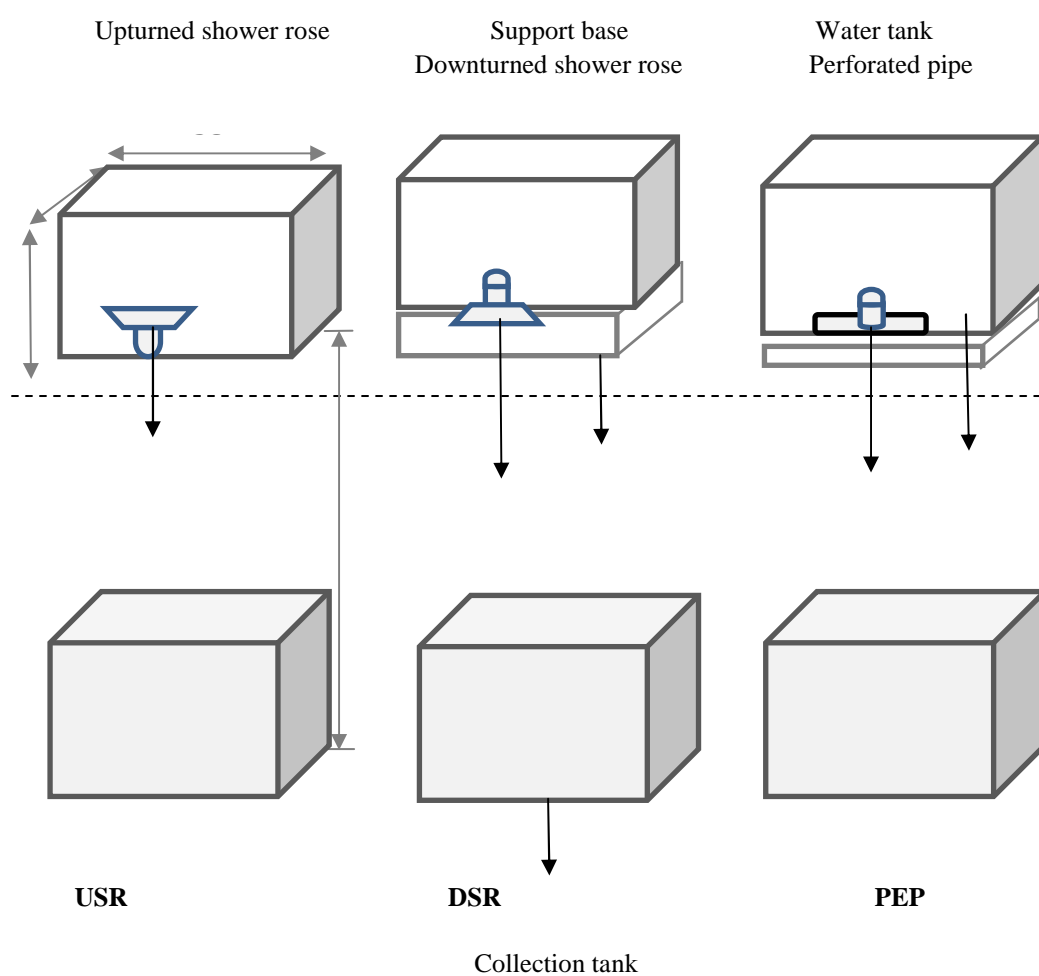 Upturned shower rose
Support base
Water tank
Downturned shower rose
Perforated pipe
USR
DSR
PEP
Collection tank